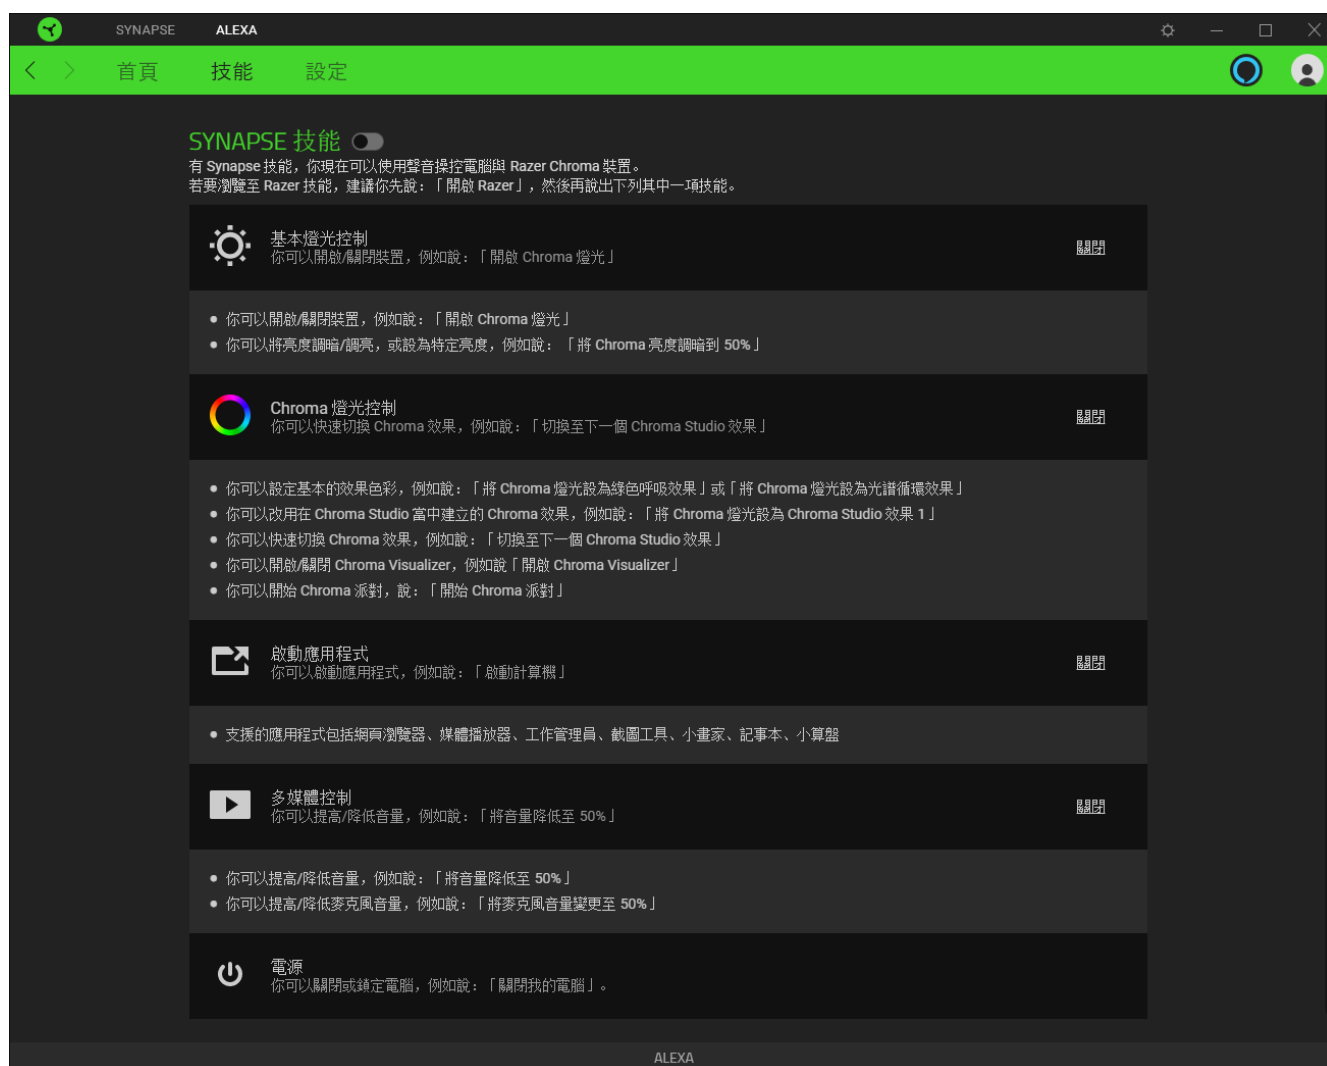 SYNAPSE
ALEXA
首頁
技能
設定
SYNAPSE 技能
有 Synapse 技能，你現在可以使用聲音操控電腦與 Razer Chroma 裝置。
若要瀏覽至 Razer 技能，建議你先說：「開啟 Razer」，然後再說出下列其中一項技能。
基本燈光控制
你可以開啟/關閉裝置，例如說：「開啟 Chroma 燈光」
關閉
你可以開啟/關閉裝置，例如說：「開啟 Chroma 燈光」
你可以將亮度調暗/調亮，或設為特定亮度，例如說：「將 Chroma 亮度調暗到 50%」
Chroma 燈光控制
你可以快速切換 Chroma 效果，例如說：「切換至下一個 Chroma Studio 效果」
關閉
你可以設定基本的效果色彩，例如說：「將 Chroma 燈光設為綠色呼吸效果」或「將 Chroma 燈光設為光譜循環效果」
你可以改用在 Chroma Studio 當中建立的 Chroma 效果，例如說：「將 Chroma 燈光設為 Chroma Studio 效果 1」
你可以快速切換 Chroma 效果，例如說：「切換至下一個 Chroma Studio 效果」
你可以開啟/關閉 Chroma Visualizer，例如說「開啟 Chroma Visualizer」
你可以開始 Chroma 派對，說：「開始 Chroma 派對」
啟動應用程式
你可以啟動應用程式，例如說：「啟動計算機」
關閉
支援的應用程式包括網頁瀏覽器、媒體播放器、工作管理員、截圖工具、小畫家、記事本、小算盤
多媒體控制
你可以提高/降低音量，例如說：「將音量降低至 50%」
關閉
你可以提高/降低音量，例如說：「將音量降低至 50%」
你可以提高/降低麥克風音量，例如說：「將麥克風音量變更至 50%」
電源
你可以關閉或鎖定電腦，例如說：「關閉我的電腦」。
ALEXA